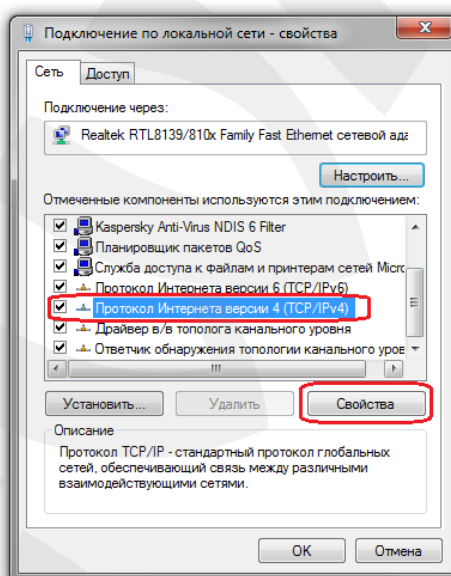 Подключение по локальной сети - свойства
Сеть
Доступ
Подключение через:
Realtek RTL8139/810x Family Fast Ethernet сетевой ада
Настроить...
Отмеченные компоненты используются этим подключением:
Kaspersky Anti-Virus NDIS 6 Filter
Планировщик пакетов QoS
Служба доступа к файлам и принтерам сетей Micro
Протокол Интернета версии 6 (TCP/IPv6)
Протокол Интернета версии 4 (TCP/IPv4)
Драйвер в/в тополога канального уровня
Ответчик обнаружения топологии канального уров
Установить...
Удалить
Свойства
Описание
Протокол TCP/IP - стандартный протокол глобальных
сетей, обеспечивающий связь между различными
взаимодействующими сетями.
OK
Отмена